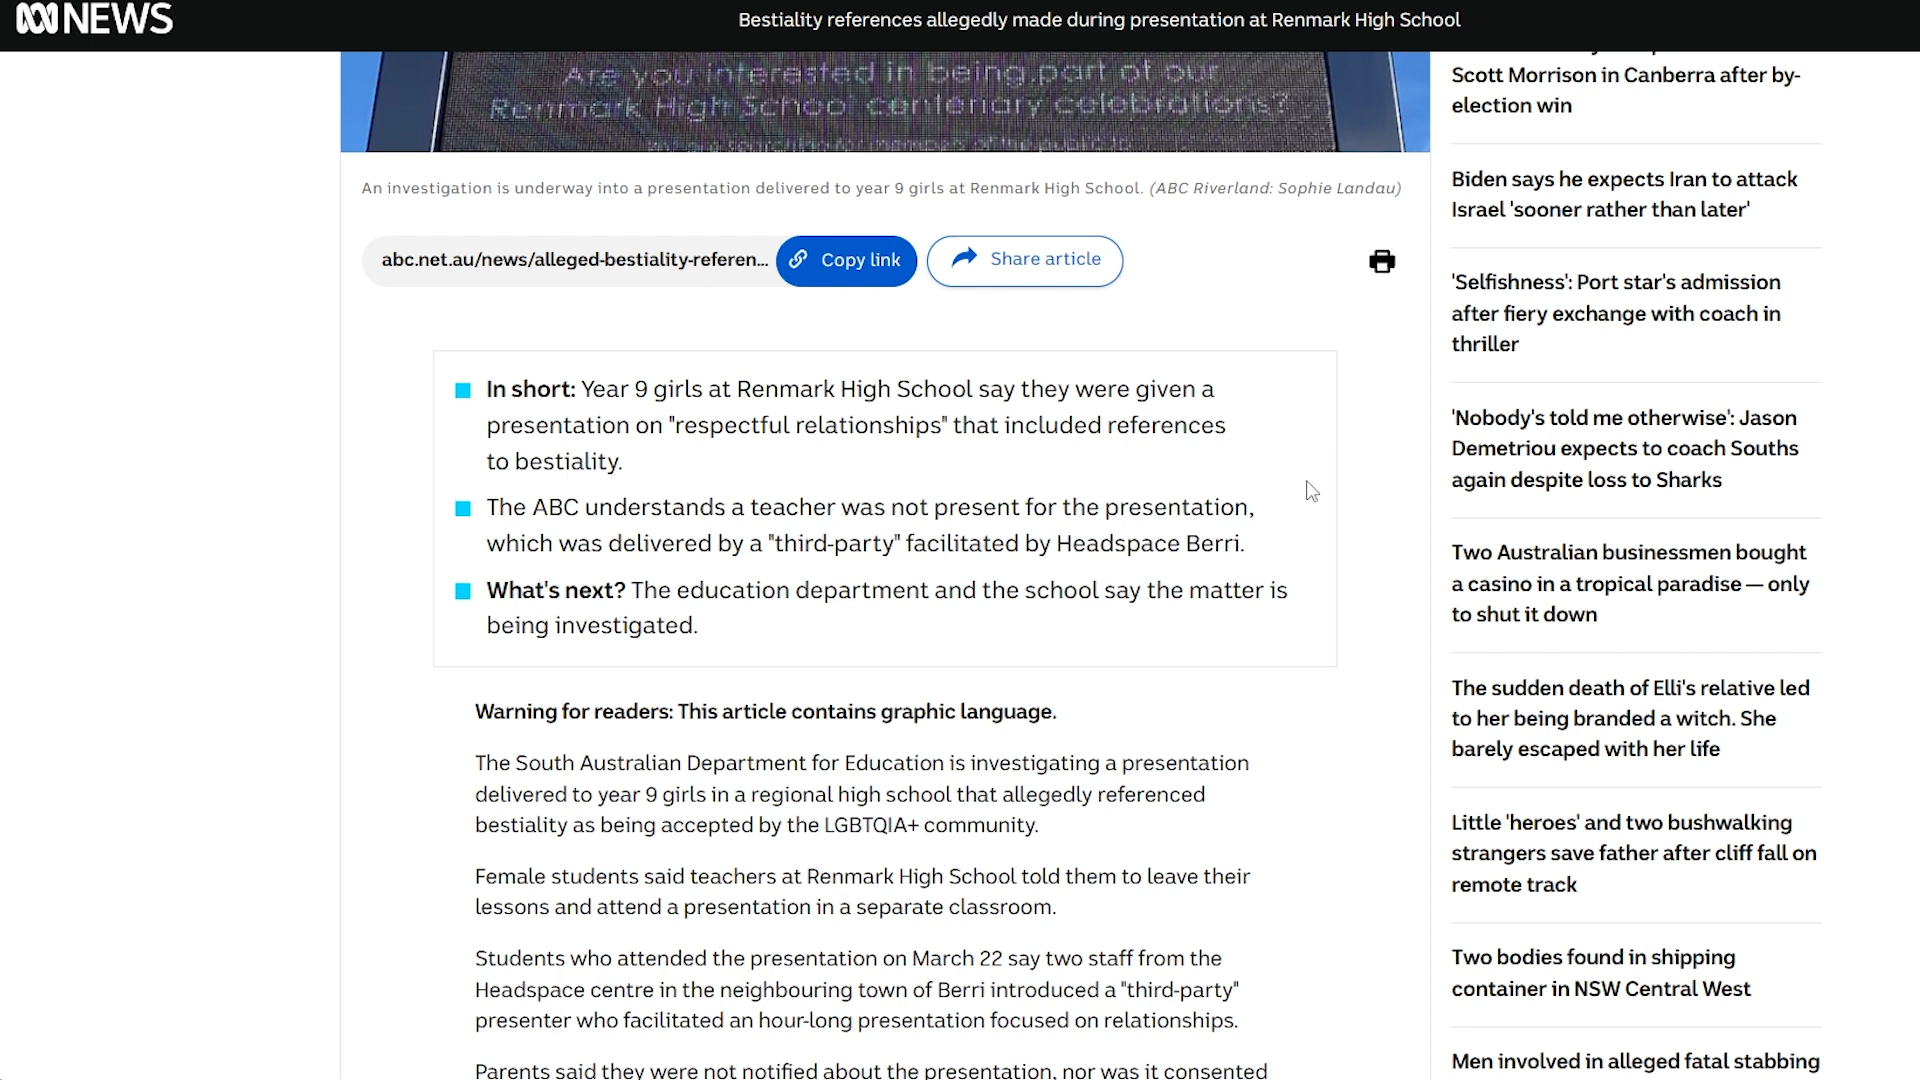 NEWS
Bestiality references allegedly made during presentation at Renmark High School
Are you interested in being part of our
Renmark High School centenary celebrations?
An investigation is underway into a presentation delivered to year 9 girls at Renmark High School. (ABC Riverland: Sophie Landau)
abc.net.au/news/alleged-bestiality-referen...
Copy link
Share article
In short: Year 9 girls at Renmark High School say they were given a
presentation on "respectful relationships" that included references
to bestiality.
The ABC understands a teacher was not present for the presentation,
which was delivered by a "third-party" facilitated by Headspace Berri.
What's next? The education department and the school say the matter is
being investigated.
Warning for readers: This article contains graphic language.
The South Australian Department for Education is investigating a presentation
delivered to year 9 girls in a regional high school that allegedly referenced
bestiality as being accepted by the LGBTQIA+ community.
Female students said teachers at Renmark High School told them to leave their
lessons and attend a presentation in a separate classroom.
Students who attended the presentation on March 22 say two staff from the
Headspace centre in the neighbouring town of Berri introduced a "third-party"
presenter who facilitated an hour-long presentation focused on relationships.
Parents said they were not notified about the presentation, nor was it consented
Scott Morrison in Canberra after by-
election win
Biden says he expects Iran to attack
Israel 'sooner rather than later'
'Selfishness': Port star's admission
after fiery exchange with coach in
thriller
'Nobody's told me otherwise': Jason
Demetriou expects to coach Souths
again despite loss to Sharks
Two Australian businessmen bought
a casino in a tropical paradise — only
to shut it down
The sudden death of Elli's relative led
to her being branded a witch. She
barely escaped with her life
Little 'heroes' and two bushwalking
strangers save father after cliff fall on
remote track
Two bodies found in shipping
container in NSW Central West
Men involved in alleged fatal stabbing